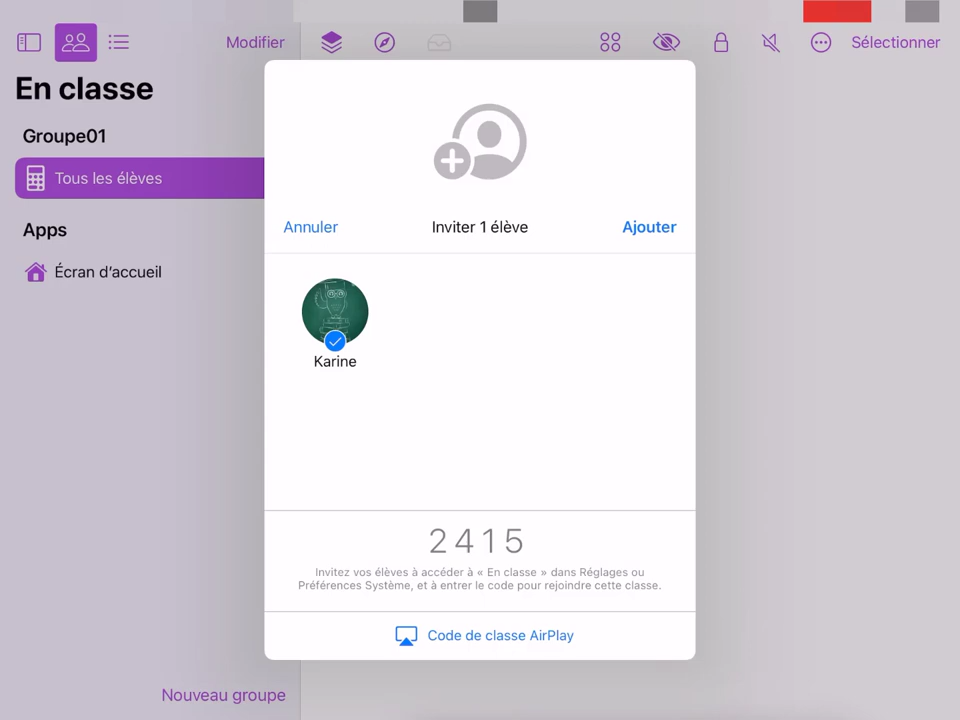 Modifier
Sélectionner
En classe
Groupe01
Tous les élèves
Apps
Écran d’accueil
Nouveau groupe
Annuler
Inviter 1 élève
Ajouter
Karine
2415
Invitez vos élèves à accéder à « En classe » dans Réglages ou
Préférences Système, et à entrer le code pour rejoindre cette classe.
Code de classe AirPlay